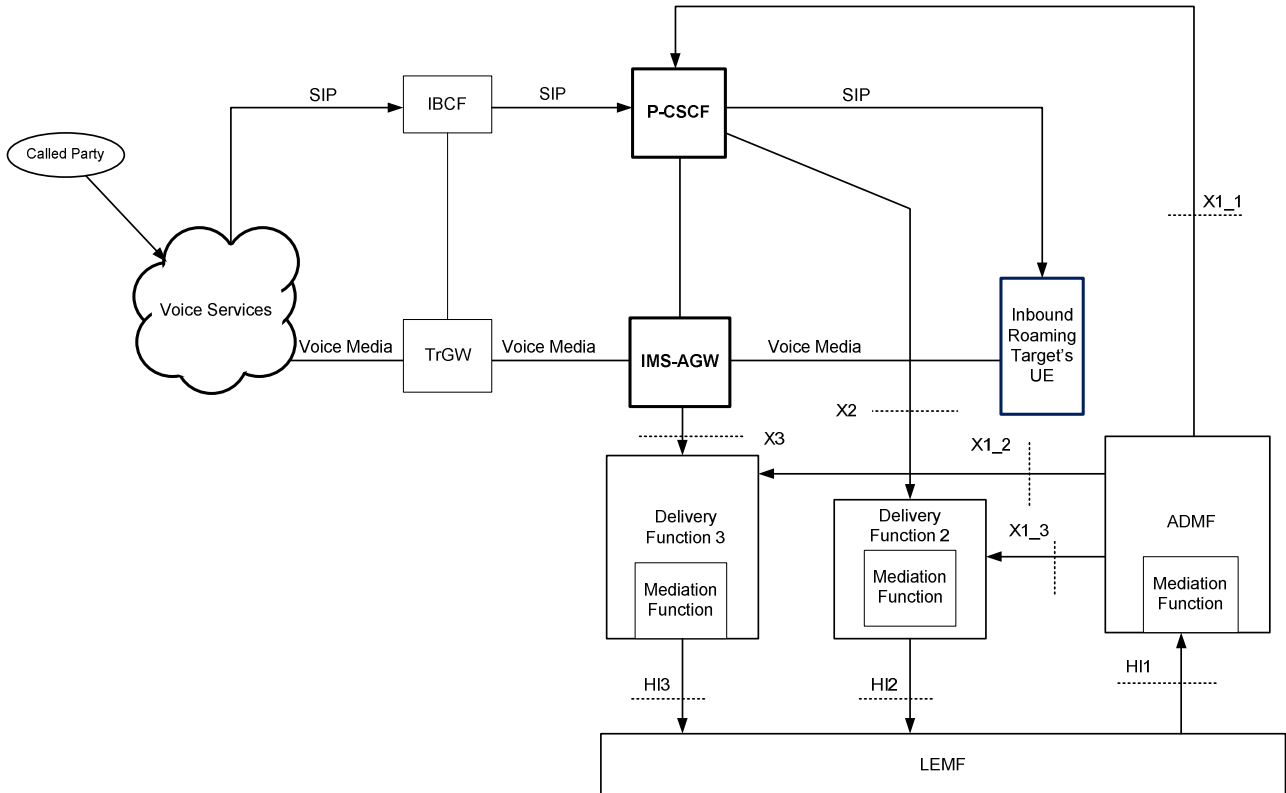 SIP
IBCF
SIP
P-CSCF
SIP
Called Party
X1_1
Voice Services
Inbound
Roaming
Target's
UE
Voice Media
TrGW
Voice Media
IMS-AGW
Voice Media
X2
X3
X1_2
Delivery
Function 3
Delivery
Function 2
ADMF
X1_3
Mediation
Function
Mediation
Function
Mediation
Function
HI3
HI2
HI1
LEMF